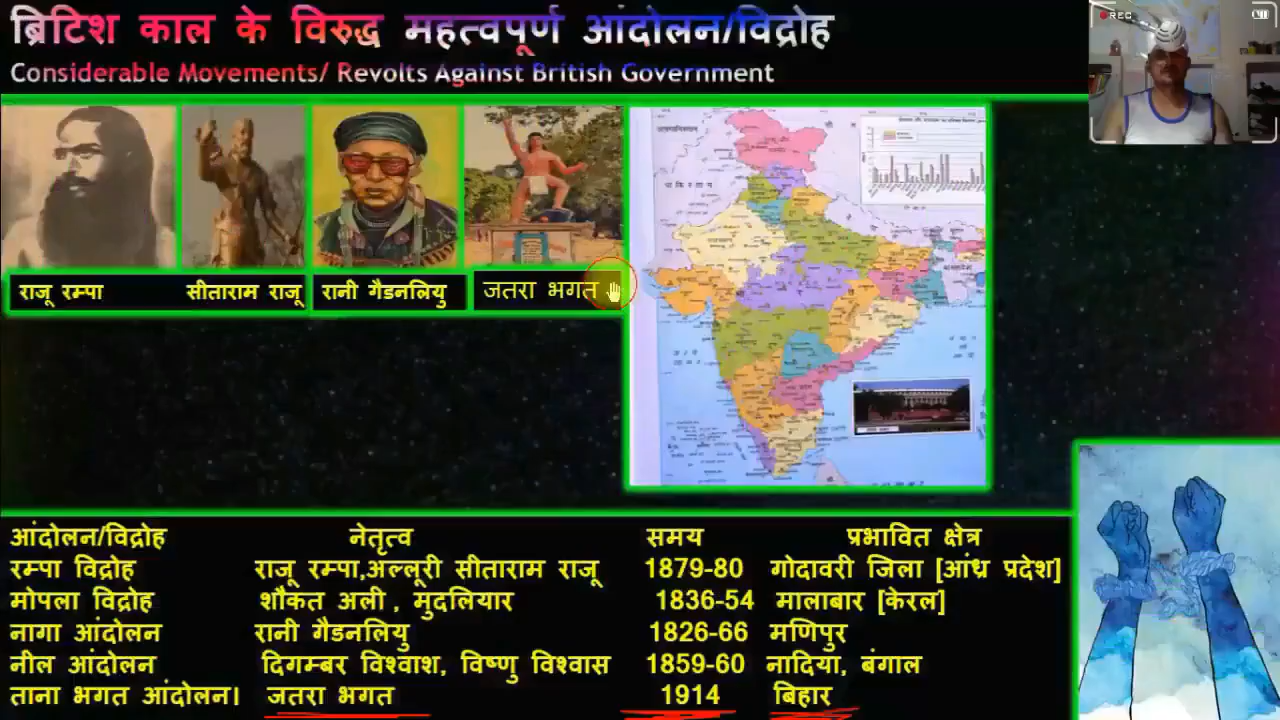 ब्रिटिश काल के विरुद्ध महत्वपूर्ण आंदोलन/विद्रोह
Considerable Movements/ Revolts Against British Government
REC
राजू रम्पा सीताराम राजू रानी गैडनलियु जतरा भगत
आंदोलन/विद्रोह नेतृत्व समय प्रभावित क्षेत्र
रम्पा विद्रोह राजू रम्पा,अल्लूरी सीताराम राजू 1879-80 गोदावरी जिला [आंध्र प्रदेश]
मोपला विद्रोह शौकत अली , मुदलियार 1836-54 मालाबार [केरल]
नागा आंदोलन रानी गैडनलियु 1826-66 मणिपुर
नील आंदोलन दिगम्बर विश्वाश, विष्णु विश्वास 1859-60 नादिया, बंगाल
ताना भगत आंदोलन। जतरा भगत 1914 बिहार